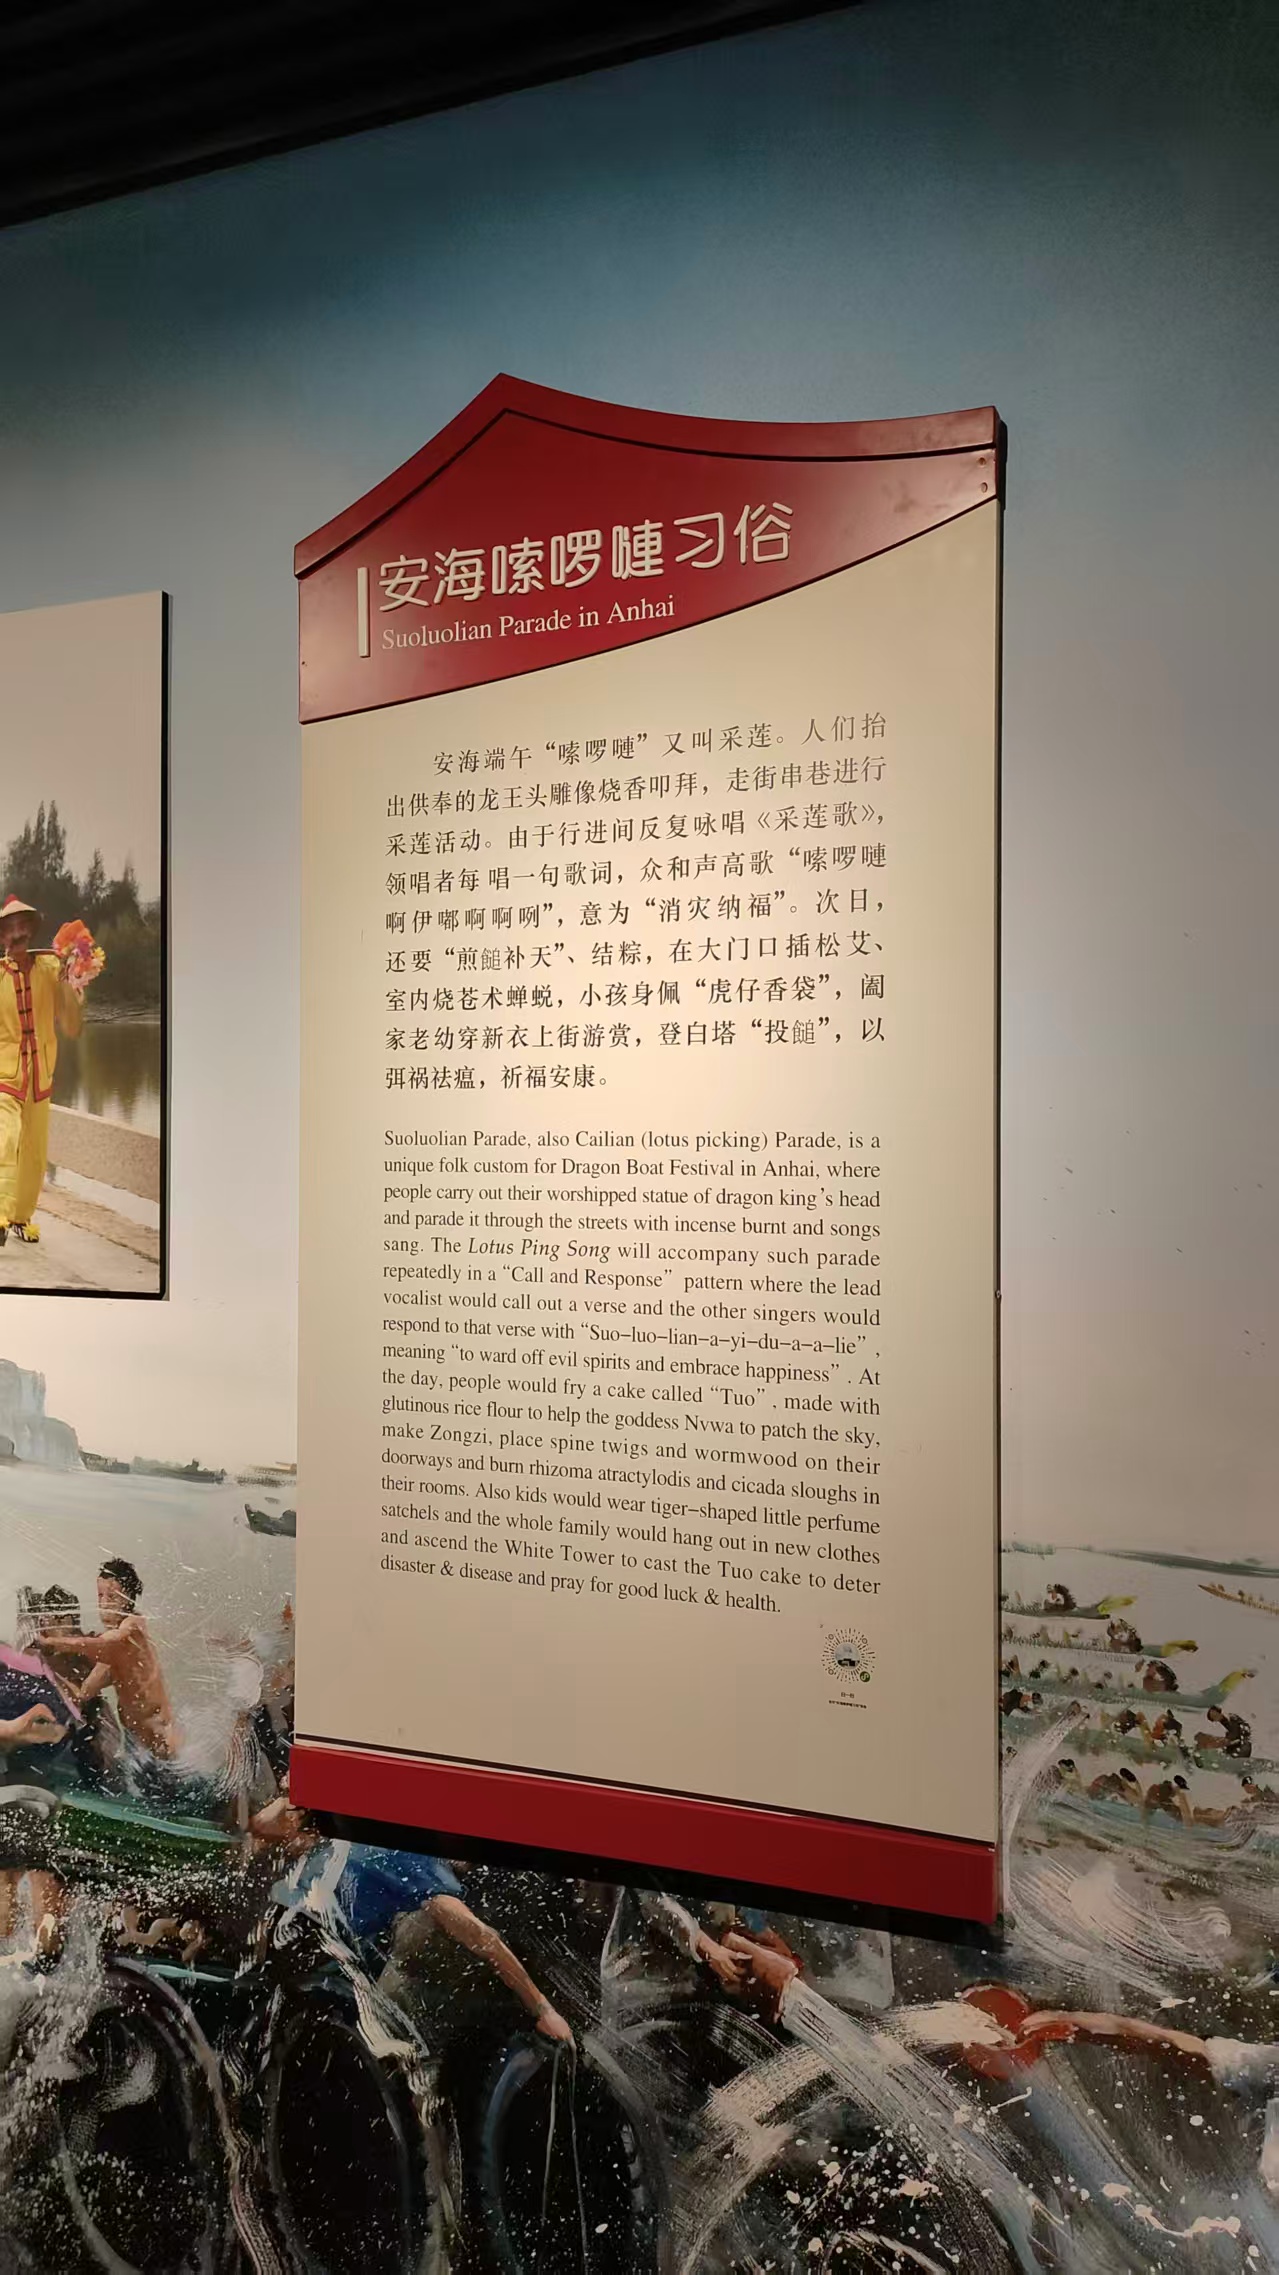 安海嗦啰嗹习俗
Suoluolian Parade in Anhai
安海端午“嗦啰嗹”又叫采莲。人们抬
出供奉的龙王头雕像烧香叩拜，走街串巷进行
采莲活动。由于行进间反复咏唱《采莲歌》，
领唱者每 唱一句歌词，众和声高歌“嗦啰嗹
啊伊嘟啊啊咧”，意为“消灾纳福”。次日，
还要“煎䭔补天”、结粽，在大门口插松艾、
室内烧苍术蝉蜕，小孩身佩“虎仔香袋”，阖
家老幼穿新衣上街游赏，登白塔“投䭔”，以
弭祸祛瘟，祈福安康。
Suoluolian Parade, also Cailian (lotus picking) Parade, is a
unique folk custom for Dragon Boat Festival in Anhai, where
people carry out their worshipped statue of dragon king’s head
and parade it through the streets with incense burnt and songs
sang. The Lotus Ping Song will accompany such parade
repeatedly in a “Call and Response” pattern where the lead
vocalist would call out a verse and the other singers would
respond to that verse with “Suo–luo–lian–a–yi–du–a–a–lie” ,
meaning “to ward off evil spirits and embrace happiness” . At
the day, people would fry a cake called “Tuo” , made with
glutinous rice flour to help the goddess Nvwa to patch the sky,
make Zongzi, place spine twigs and wormwood on their
doorways and burn rhizoma atractylodis and cicada sloughs in
their rooms. Also kids would wear tiger–shaped little perfume
satchels and the whole family would hang out in new clothes
and ascend the White Tower to cast the Tuo cake to deter
disaster & disease and pray for good luck & health.
扫一扫